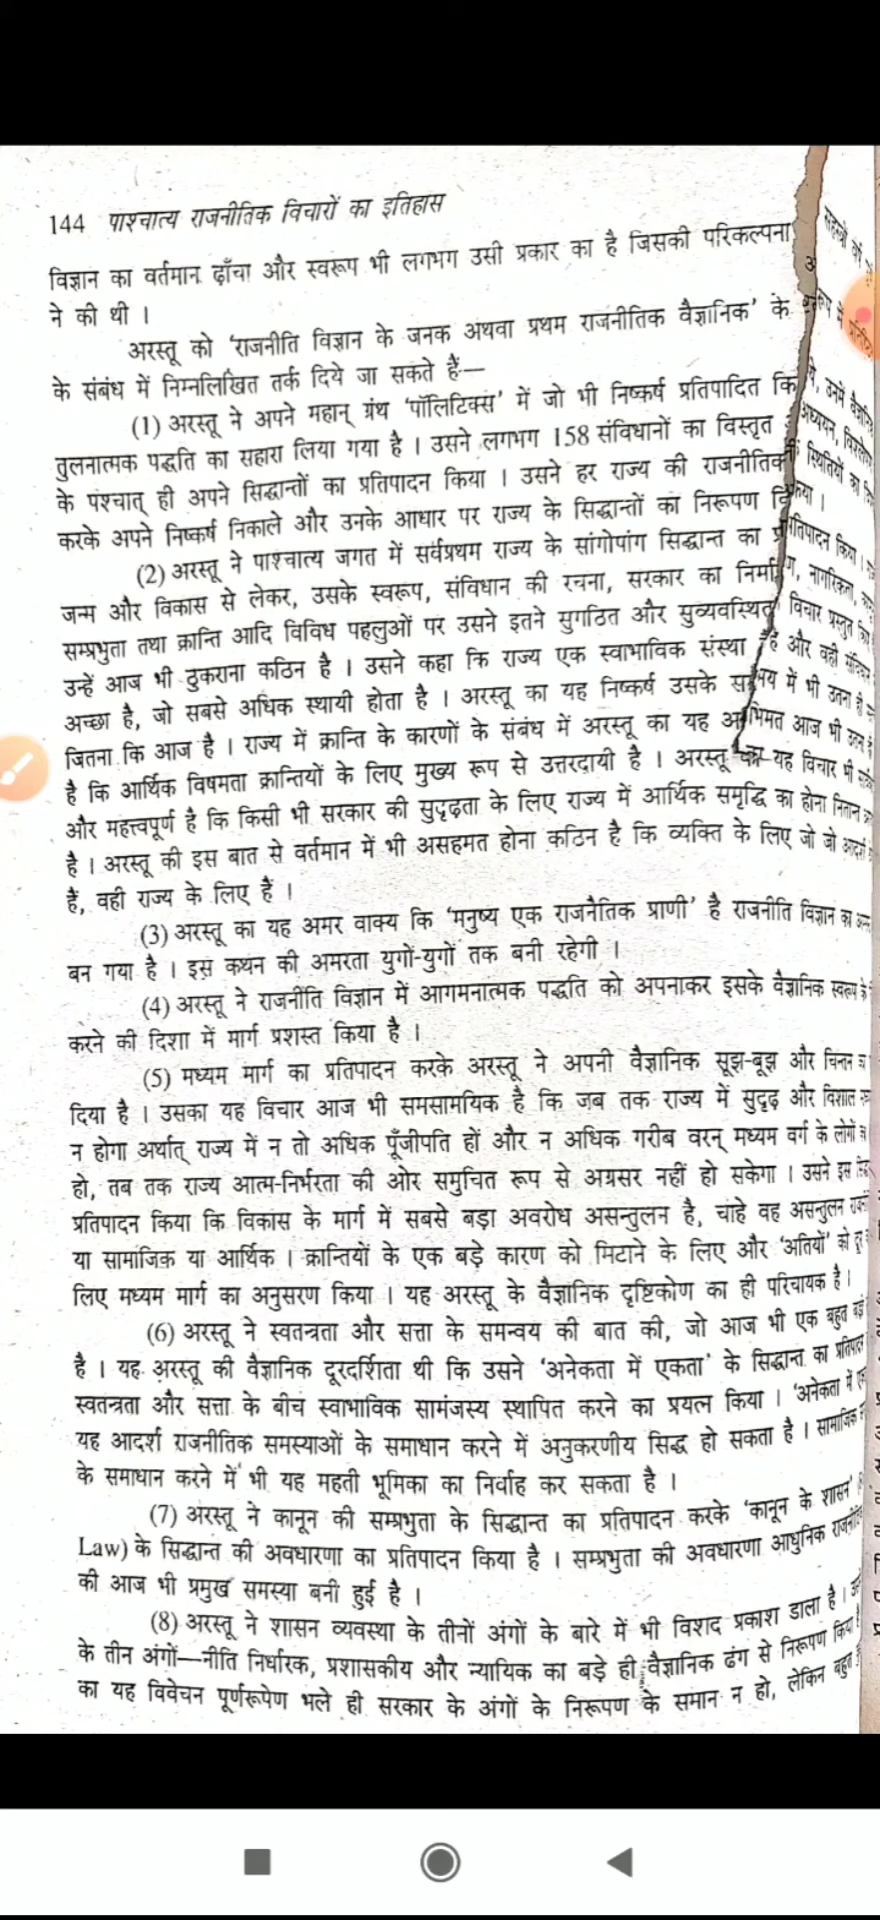 144 पाश्चात्य राजनीतिक विचारों का इतिहास
विज्ञान का वर्तमान ढाँचा और स्वरूप भी लगभग उसी प्रकार का है जिसकी परिकल्पना
ने की थी ।
अरस्तू को 'राजनीति विज्ञान के जनक अथवा प्रथम राजनीतिक वैज्ञानिक' के
के संबंध में निम्नलिखित तर्क दिये जा सकते हैं—
(1) अरस्तू ने अपने महान् ग्रंथ 'पॉलिटिक्स' में जो भी निष्कर्ष प्रतिपादित उनमें
तुलनात्मक पद्धति का सहारा लिया गया है । उसने लगभग 158 संविधानों का विस्तृत अध्ययन,
के पश्चात् ही अपने सिद्धान्तों का प्रतिपादन किया । उसने हर राज्य की राजनीतिक स्थितियों का
करके अपने निष्कर्ष निकाले और उनके आधार पर राज्य के सिद्धान्तों का निरूपण किया ।
(2) अरस्तू ने पाश्चात्य जगत में सर्वप्रथम राज्य के सांगोपांग सिद्धान्त का प्रतिपादन किया ।
जन्म और विकास से लेकर, उसके स्वरूप, संविधान की रचना, सरकार का निर्माण, नागरिकता,
सम्प्रभुता तथा क्रान्ति आदि विविध पहलुओं पर उसने इतने सुगठित और सुव्यवस्थित विचार प्रस्तुत
उन्हें आज भी ठुकराना कठिन है । उसने कहा कि राज्य एक स्वाभाविक संस्था है और वही
अच्छा है, जो सबसे अधिक स्थायी होता है । अरस्तू का यह निष्कर्ष उसके समय में भी उतना ही
जितना कि आज है । राज्य में क्रान्ति के कारणों के संबंध में अरस्तू का यह अभिमत आज भी
है कि आर्थिक विषमता क्रान्तियों के लिए मुख्य रूप से उत्तरदायी है । अरस्तू का यह विचार भी
और महत्त्वपूर्ण है कि किसी भी सरकार की सुदृढ़ता के लिए राज्य में आर्थिक समृद्धि का होना
है । अरस्तू की इस बात से वर्तमान में भी असहमत होना कठिन है कि व्यक्ति के लिए जो जो आदर्श
हैं, वही राज्य के लिए हैं ।
(3) अरस्तू का यह अमर वाक्य कि 'मनुष्य एक राजनैतिक प्राणी' है राजनीति विज्ञान का
बन गया है । इस कथन की अमरता युगों-युगों तक बनी रहेगी ।
(4) अरस्तू ने राजनीति विज्ञान में आगमनात्मक पद्धति को अपनाकर इसके वैज्ञानिक स्वरूप
करने की दिशा में मार्ग प्रशस्त किया है ।
(5) मध्यम मार्ग का प्रतिपादन करके अरस्तू ने अपनी वैज्ञानिक सूझ-बूझ और चिन्तन
दिया है । उसका यह विचार आज भी समसामयिक है कि जब तक राज्य में सुदृढ़ और विशाल
न होगा अर्थात् राज्य में न तो अधिक पूँजीपति हों और न अधिक गरीब वरन् मध्यम वर्ग के लोगों
हो, तब तक राज्य आत्म-निर्भरता की ओर समुचित रूप से अग्रसर नहीं हो सकेगा । उसने इस
प्रतिपादन किया कि विकास के मार्ग में सबसे बड़ा अवरोध असन्तुलन है, चाहे वह असन्तुलन
या सामाजिक या आर्थिक । क्रान्तियों के एक बड़े कारण को मिटाने के लिए और 'अतियों' को
लिए मध्यम मार्ग का अनुसरण किया । यह अरस्तू के वैज्ञानिक दृष्टिकोण का ही परिचायक है ।
(6) अरस्तू ने स्वतन्त्रता और सत्ता के समन्वय की बात की, जो आज भी एक बहुत
है । यह अरस्तू की वैज्ञानिक दूरदर्शिता थी कि उसने 'अनेकता में एकता' के सिद्धान्त का
स्वतन्त्रता और सत्ता के बीच स्वाभाविक सामंजस्य स्थापित करने का प्रयत्न किया । 'अनेकता में
यह आदर्श राजनीतिक समस्याओं के समाधान करने में अनुकरणीय सिद्ध हो सकता है । सामाजिक
के समाधान करने में भी यह महती भूमिका का निर्वाह कर सकता है ।
(7) अरस्तू ने कानून की सम्प्रभुता के सिद्धान्त का प्रतिपादन करके 'कानून के शासन'
Law) के सिद्धान्त की अवधारणा का प्रतिपादन किया है । सम्प्रभुता की अवधारणा आधुनिक
की आज भी प्रमुख समस्या बनी हुई है ।
(8) अरस्तू ने शासन व्यवस्था के तीनों अंगों के बारे में भी विशद प्रकाश डाला है ।
के तीन अंगों—नीति निर्धारक, प्रशासकीय और न्यायिक का बड़े ही वैज्ञानिक ढंग से निरूपण किया
का यह विवेचन पूर्णरूपेण भले ही सरकार के अंगों के निरूपण के समान न हो, लेकिन बहुत